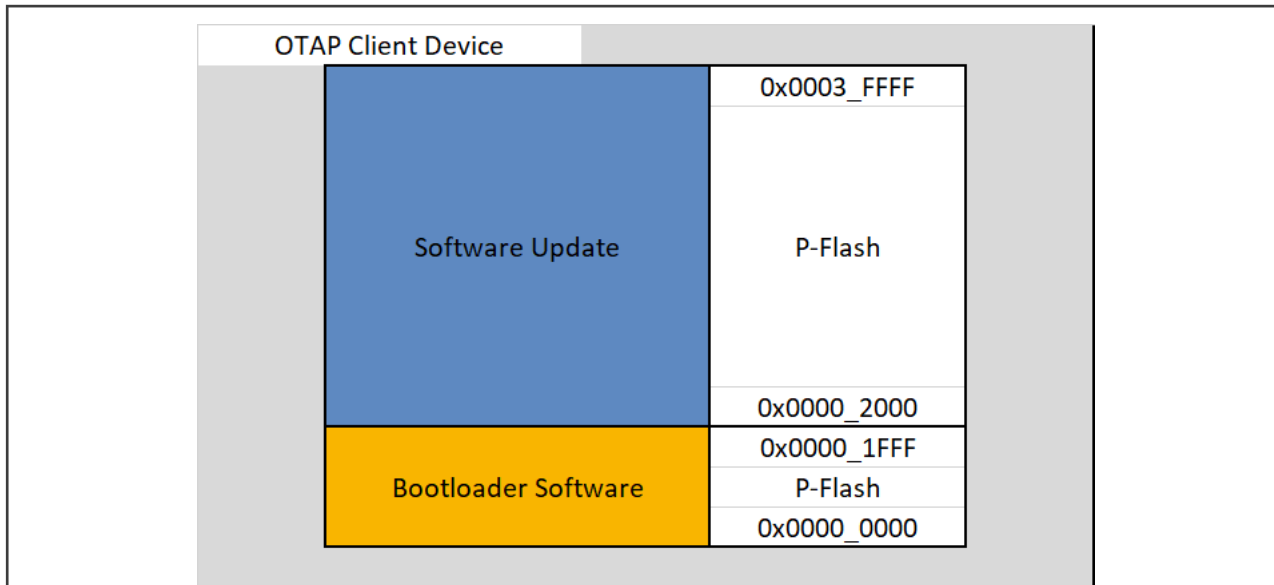 OTAP Client Device
0x0003_FFFF
Software Update
P-Flash
0x0000_2000
0x0000_1FFF
Bootloader Software
P-Flash
0x0000_0000